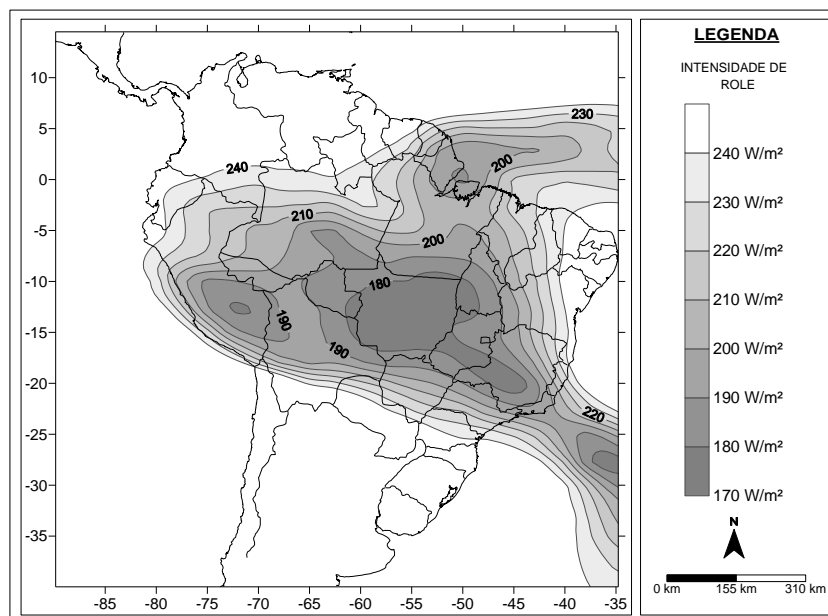 10
5
0
-5
-10
-15
-20
-25
-30
-35
-85 -80 -75 -70 -65 -60 -55 -50 -45 -40 -35
230
200
240
210
200
180
190
190
220
LEGENDA
INTENSIDADE DE
ROLE
240 W/m²
230 W/m²
220 W/m²
210 W/m²
200 W/m²
190 W/m²
180 W/m²
170 W/m²
N
0 km 155 km 310 km